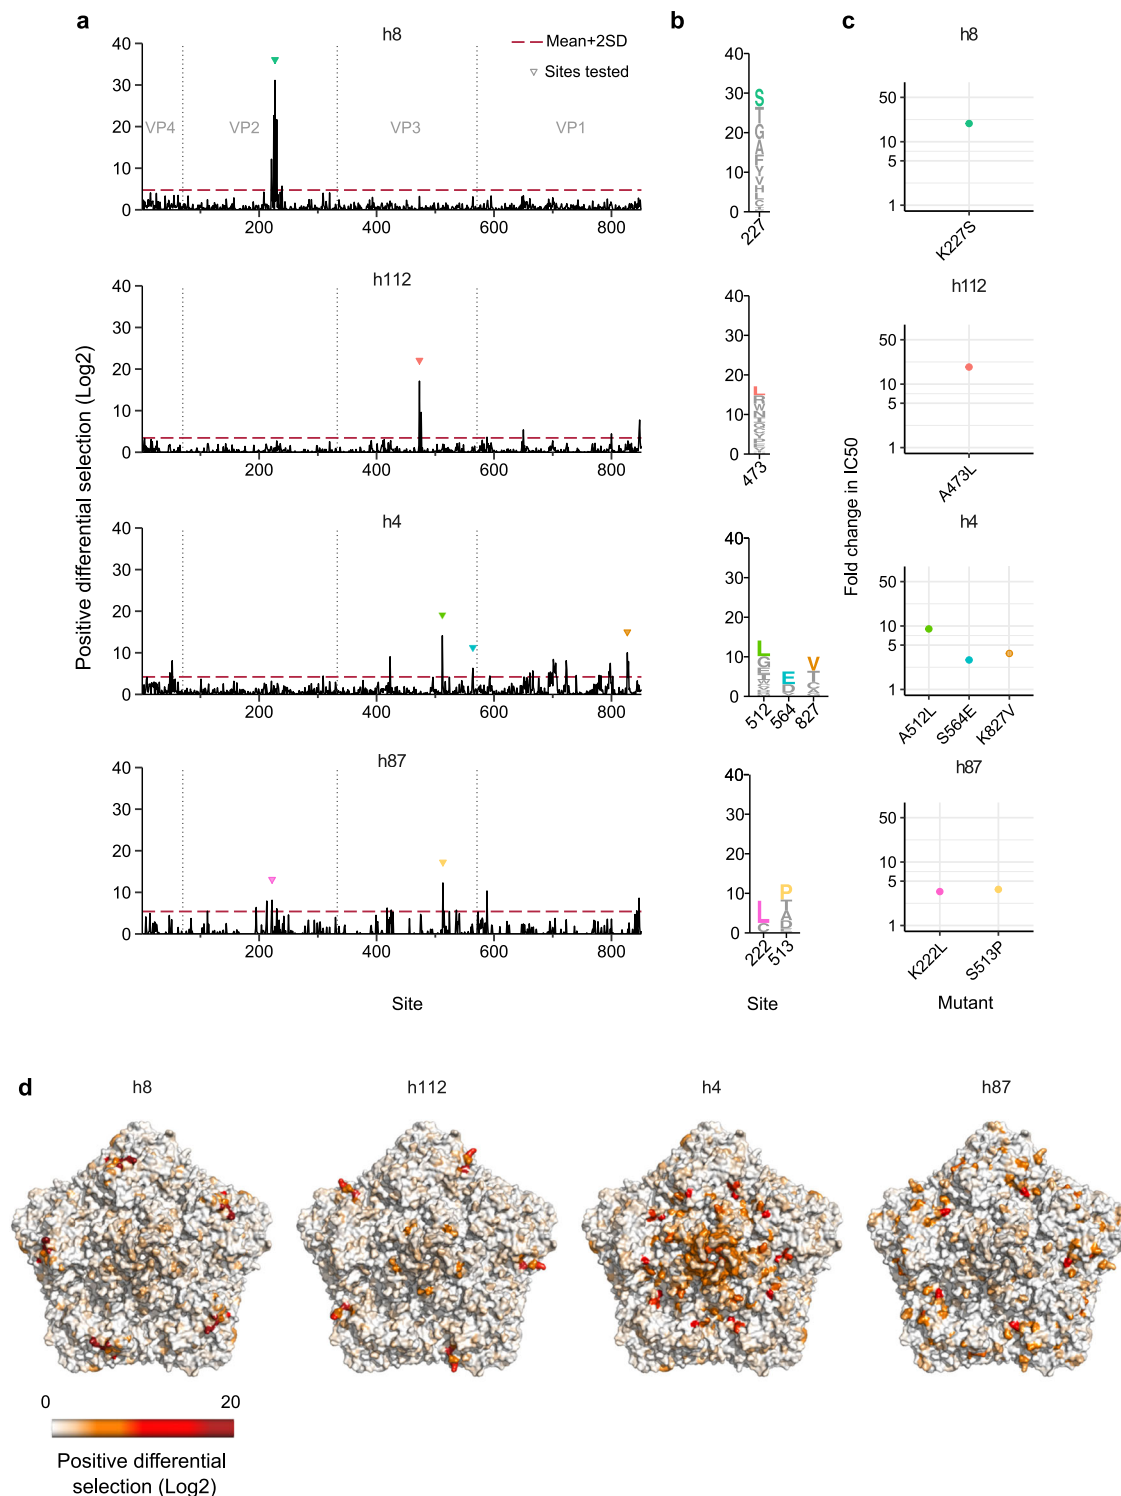 a
b
c
h8
Mean+2SD
Sites tested
VP4
VP2
VP3
VP1
40
30
20
10
0
200
400
600
800
40
30
20
10
0
S
T
G
A
F
Y
V
H
L
C
227
h8
50
10
5
1
K227S
h112
40
30
20
10
0
200
400
600
800
40
30
20
10
0
L
473
h112
50
10
5
1
A473L
h4
40
30
20
10
0
200
400
600
800
40
30
20
10
0
L
G
E
D
V
T
512
564
827
h4
50
10
5
1
A512L
S564E
K827V
h87
40
30
20
10
0
200
400
600
800
40
30
20
10
0
L
C
P
T
A
D
222
513
h87
50
10
5
1
K222L
S513P
Positive differential selection (Log2)
Fold change in IC50
Site
Site
Mutant
d
h8
h112
h4
h87
0
20
Positive differential
selection (Log2)